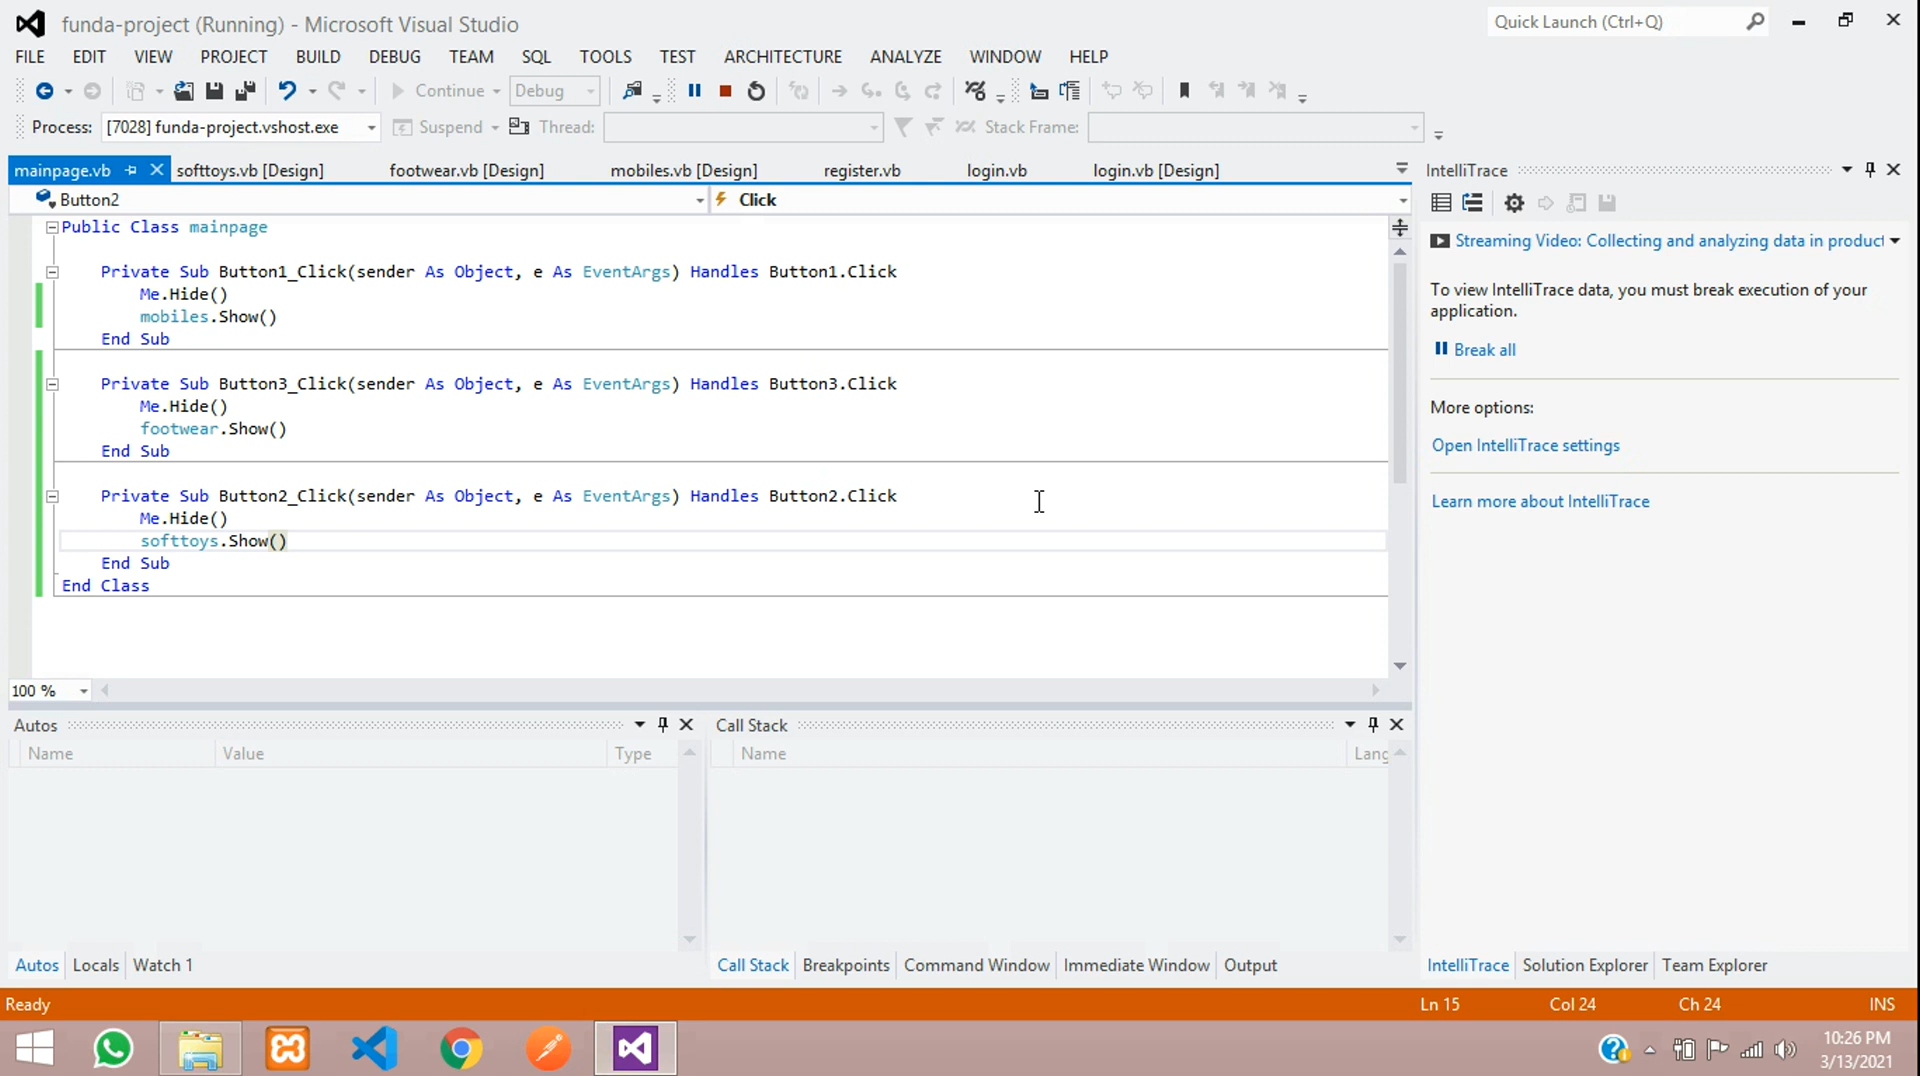 funda-project (Running) - Microsoft Visual Studio
Quick Launch (Ctrl+Q)
FILE EDIT VIEW PROJECT BUILD DEBUG TEAM SQL TOOLS TEST ARCHITECTURE ANALYZE WINDOW HELP
Continue Debug
Process: [7028] funda-project.vshost.exe Suspend Thread: Stack Frame:
mainpage.vb softtoys.vb [Design] footwear.vb [Design] mobiles.vb [Design] register.vb login.vb login.vb [Design]
Button2 Click
Public Class mainpage
Private Sub Button1_Click(sender As Object, e As EventArgs) Handles Button1.Click
Me.Hide()
mobiles.Show()
End Sub
Private Sub Button3_Click(sender As Object, e As EventArgs) Handles Button3.Click
Me.Hide()
footwear.Show()
End Sub
Private Sub Button2_Click(sender As Object, e As EventArgs) Handles Button2.Click
Me.Hide()
softtoys.Show()
End Sub
End Class
100 %
IntelliTrace
Streaming Video: Collecting and analyzing data in product
To view IntelliTrace data, you must break execution of your
application.
Break all
More options:
Open IntelliTrace settings
Learn more about IntelliTrace
Autos
Name Value Type
Call Stack
Name Lang
Autos Locals Watch 1
Call Stack Breakpoints Command Window Immediate Window Output
IntelliTrace Solution Explorer Team Explorer
Ready Ln 15 Col 24 Ch 24 INS
10:26 PM
3/13/2021